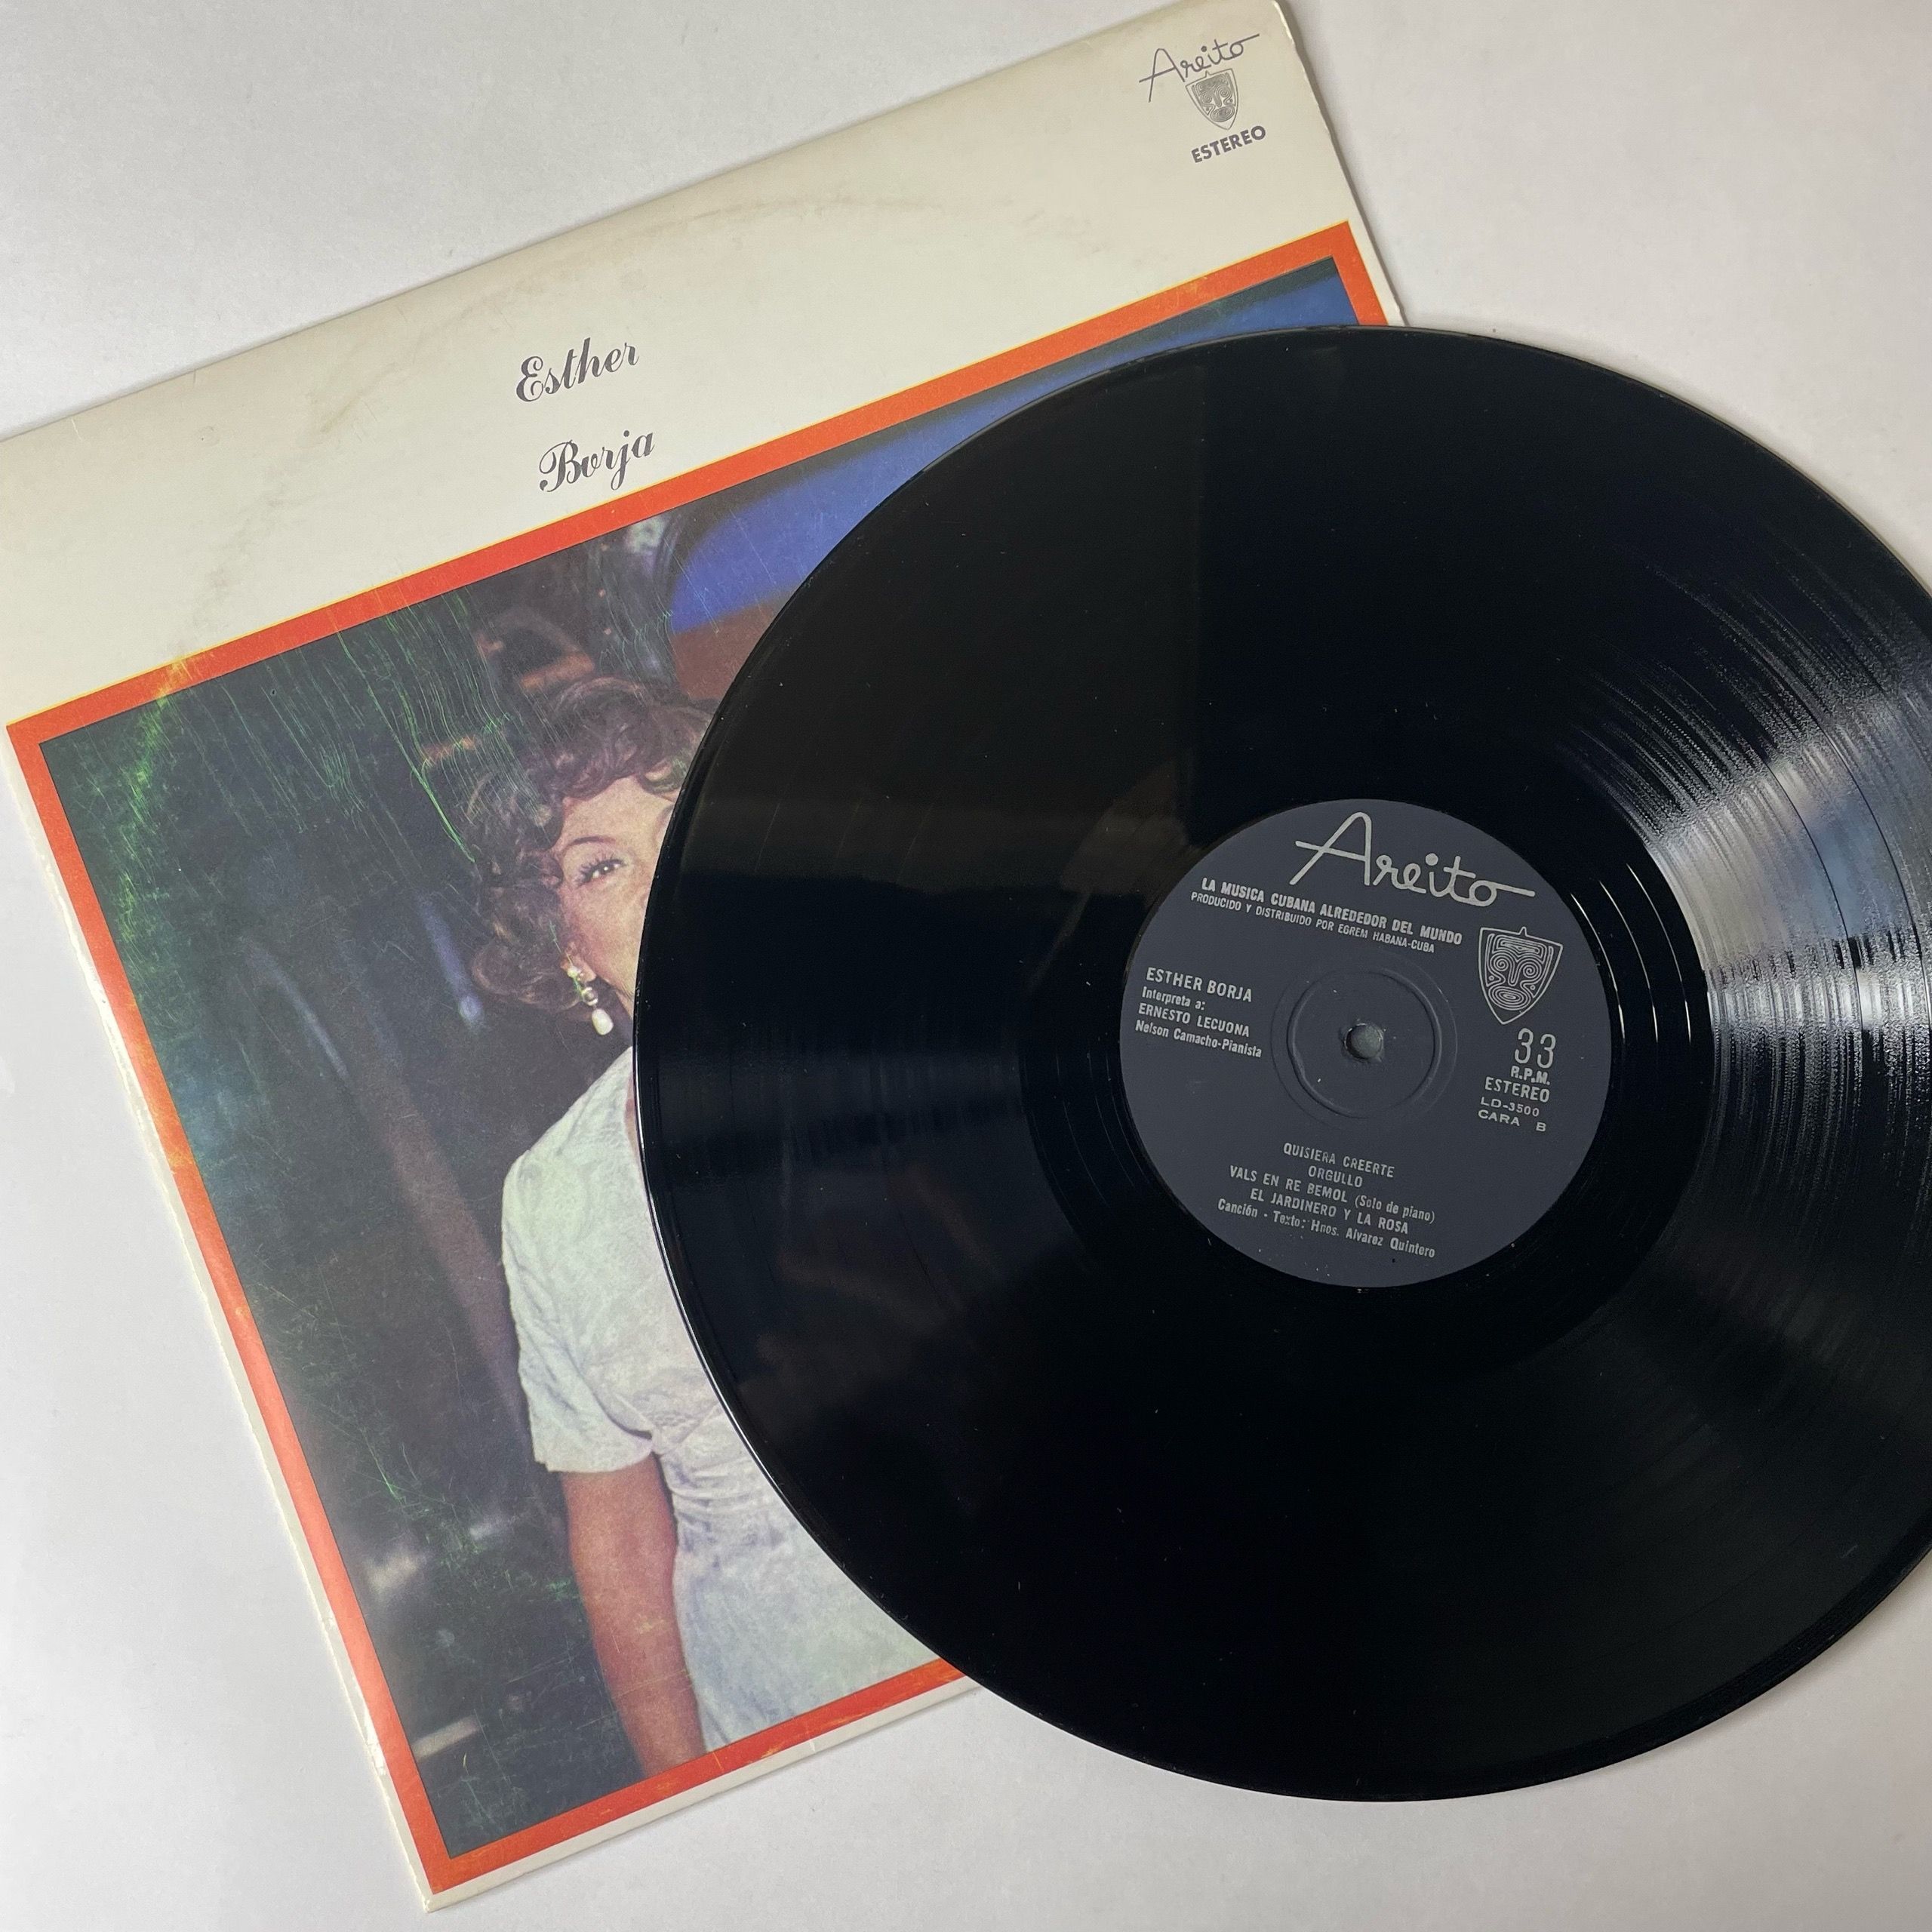 Areito
ESTEREO
Esther
Borja
Areito
LA MUSICA CUBANA ALREDEDOR DEL MUNDO
PRODUCIDO Y DISTRIBUIDO POR EGREM HABANA-CUBA
ESTHER BORJA
Interpreta a:
ERNESTO LECUONA
Nelson Camacho-Pianista
33
R.P.M.
ESTEREO
LD-3500
CARA B
QUISIERA CREERTE
ORGULLO
VALS EN RE BEMOL (Solo de piano)
EL JARDINERO Y LA ROSA
Canción - Texto: Hnos. Alvarez Quintero